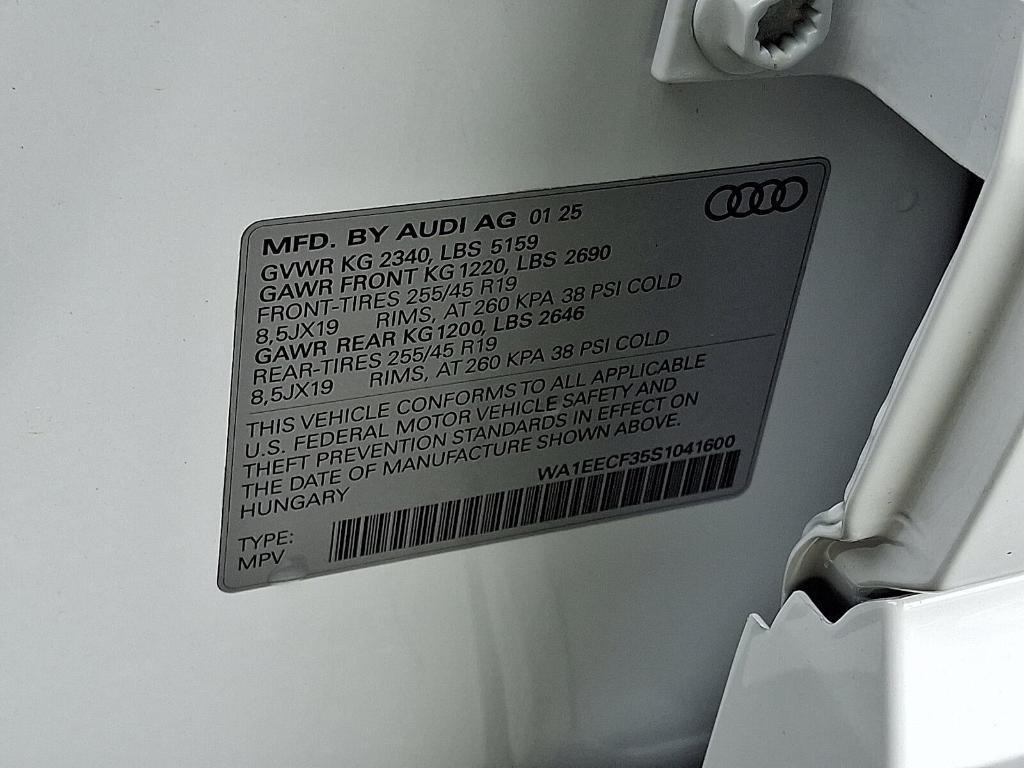 MFD. BY AUDI AG 01 25
GVWR KG 2340, LBS 5159
GAWR FRONT KG 1220, LBS 2690
FRONT-TIRES 255/45 R19
8,5JX19 RIMS, AT 260 KPA 38 PSI COLD
GAWR REAR KG 1200, LBS 2646
REAR-TIRES 255/45 R19
8,5JX19 RIMS, AT 260 KPA 38 PSI COLD
THIS VEHICLE CONFORMS TO ALL APPLICABLE
U.S. FEDERAL MOTOR VEHICLE SAFETY AND
THEFT PREVENTION STANDARDS IN EFFECT ON
THE DATE OF MANUFACTURE SHOWN ABOVE.
HUNGARY
WA1EECF35S1041600
TYPE:
MPV